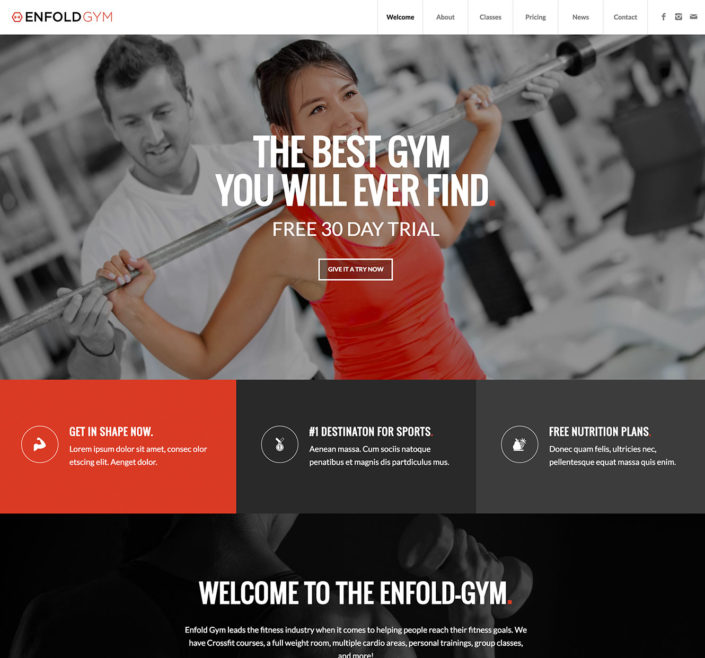 ENFOLDGYM
Welcome
About
Classes
Pricing
News
Contact
THE BEST GYM
YOU WILL EVER FIND.
FREE 30 DAY TRIAL
GIVE IT A TRY NOW
GET IN SHAPE NOW.
Lorem ipsum dolor sit amet, consec olor
etscing elit. Aenget dolor.
#1 DESTINATON FOR SPORTS.
Aenean massa. Cum sociis natoque
penatibus et magnis dis partdiculus mus.
FREE NUTRITION PLANS.
Donec quam felis, ultricies nec,
pellentesque equat massa quis enim.
WELCOME TO THE ENFOLD-GYM.
Enfold Gym leads the fitness industry when it comes to helping people reach their fitness goals. We
have Crossfit courses, a full weight room, multiple cardio areas, personal trainings, group classes,
and more!